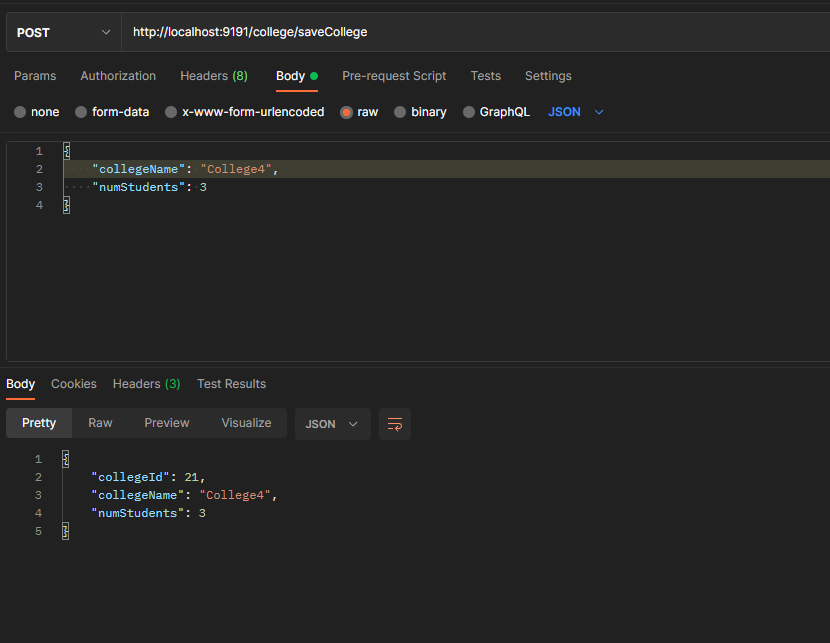 POST http://localhost:9191/college/saveCollege
Params Authorization Headers (8) Body Pre-request Script Tests Settings
none form-data x-www-form-urlencoded raw binary GraphQL JSON
1 {
2 "collegeName": "College4",
3 "numStudents": 3
4 }
Body Cookies Headers (3) Test Results
Pretty Raw Preview Visualize JSON
1 {
2 "collegeId": 21,
3 "collegeName": "College4",
4 "numStudents": 3
5 }